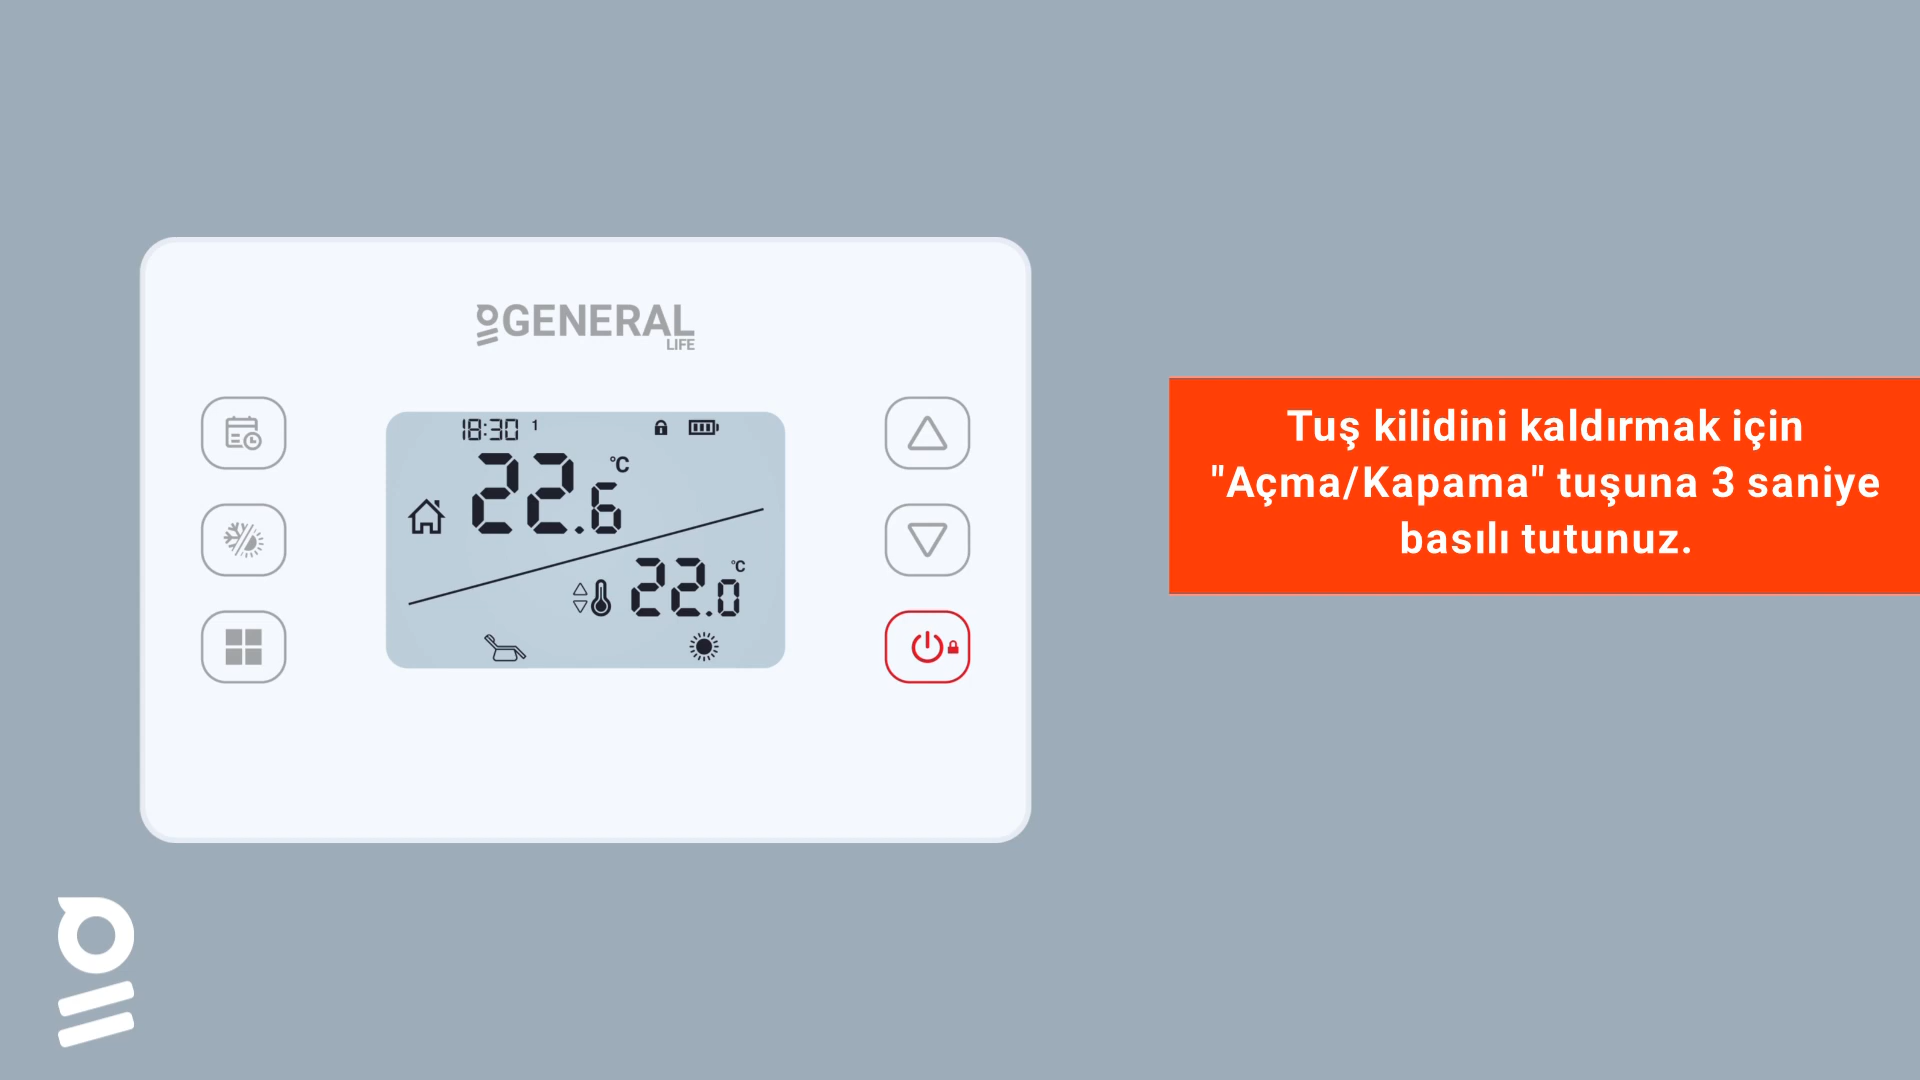 GENERAL
LIFE
18:30 1
22.6 °C
22.0 °C
Tuş kilidini kaldırmak için
"Açma/Kapama" tuşuna 3 saniye
basılı tutunuz.